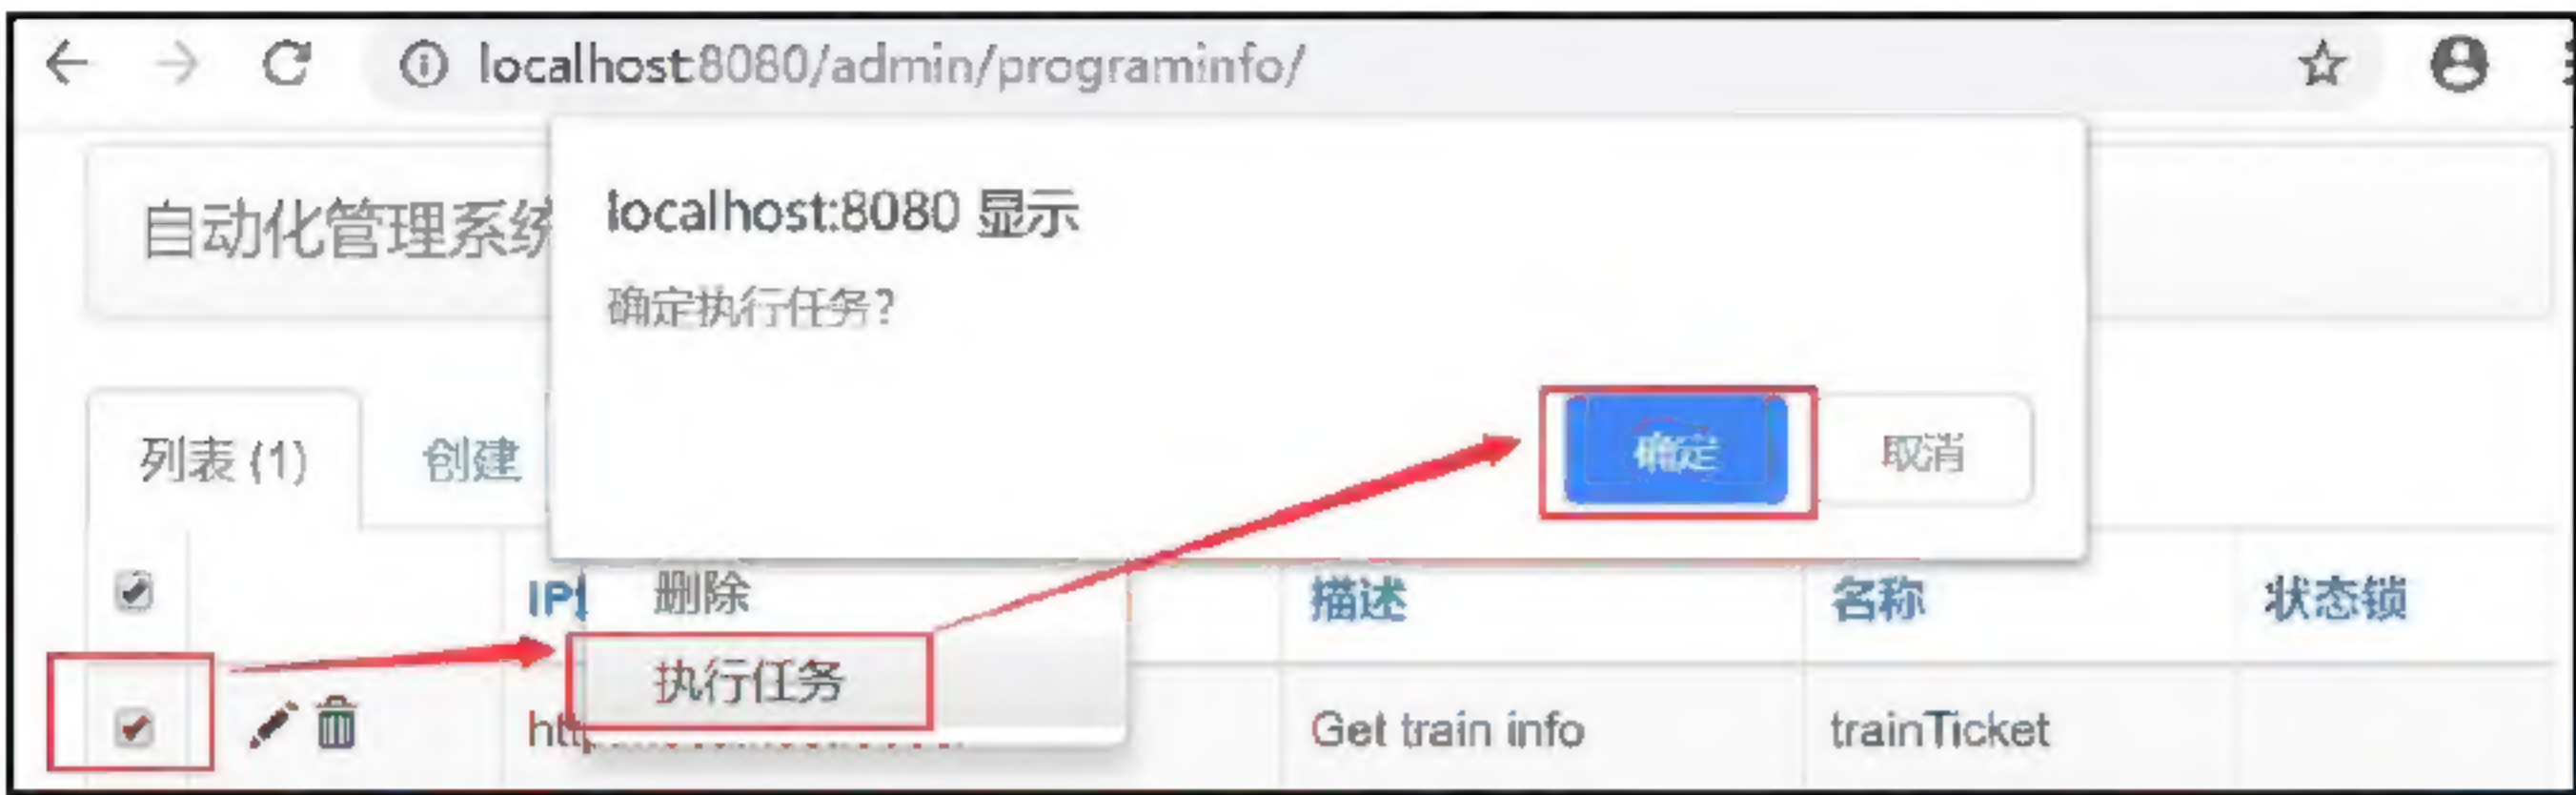 localhost:8080/admin/programinfo/
localhost:8080 显示
自动化管理系统
确定执行任务?
确定 取消
列表 (1) 创建
删除 描述 名称 状态锁
执行任务
Get train info trainTicket